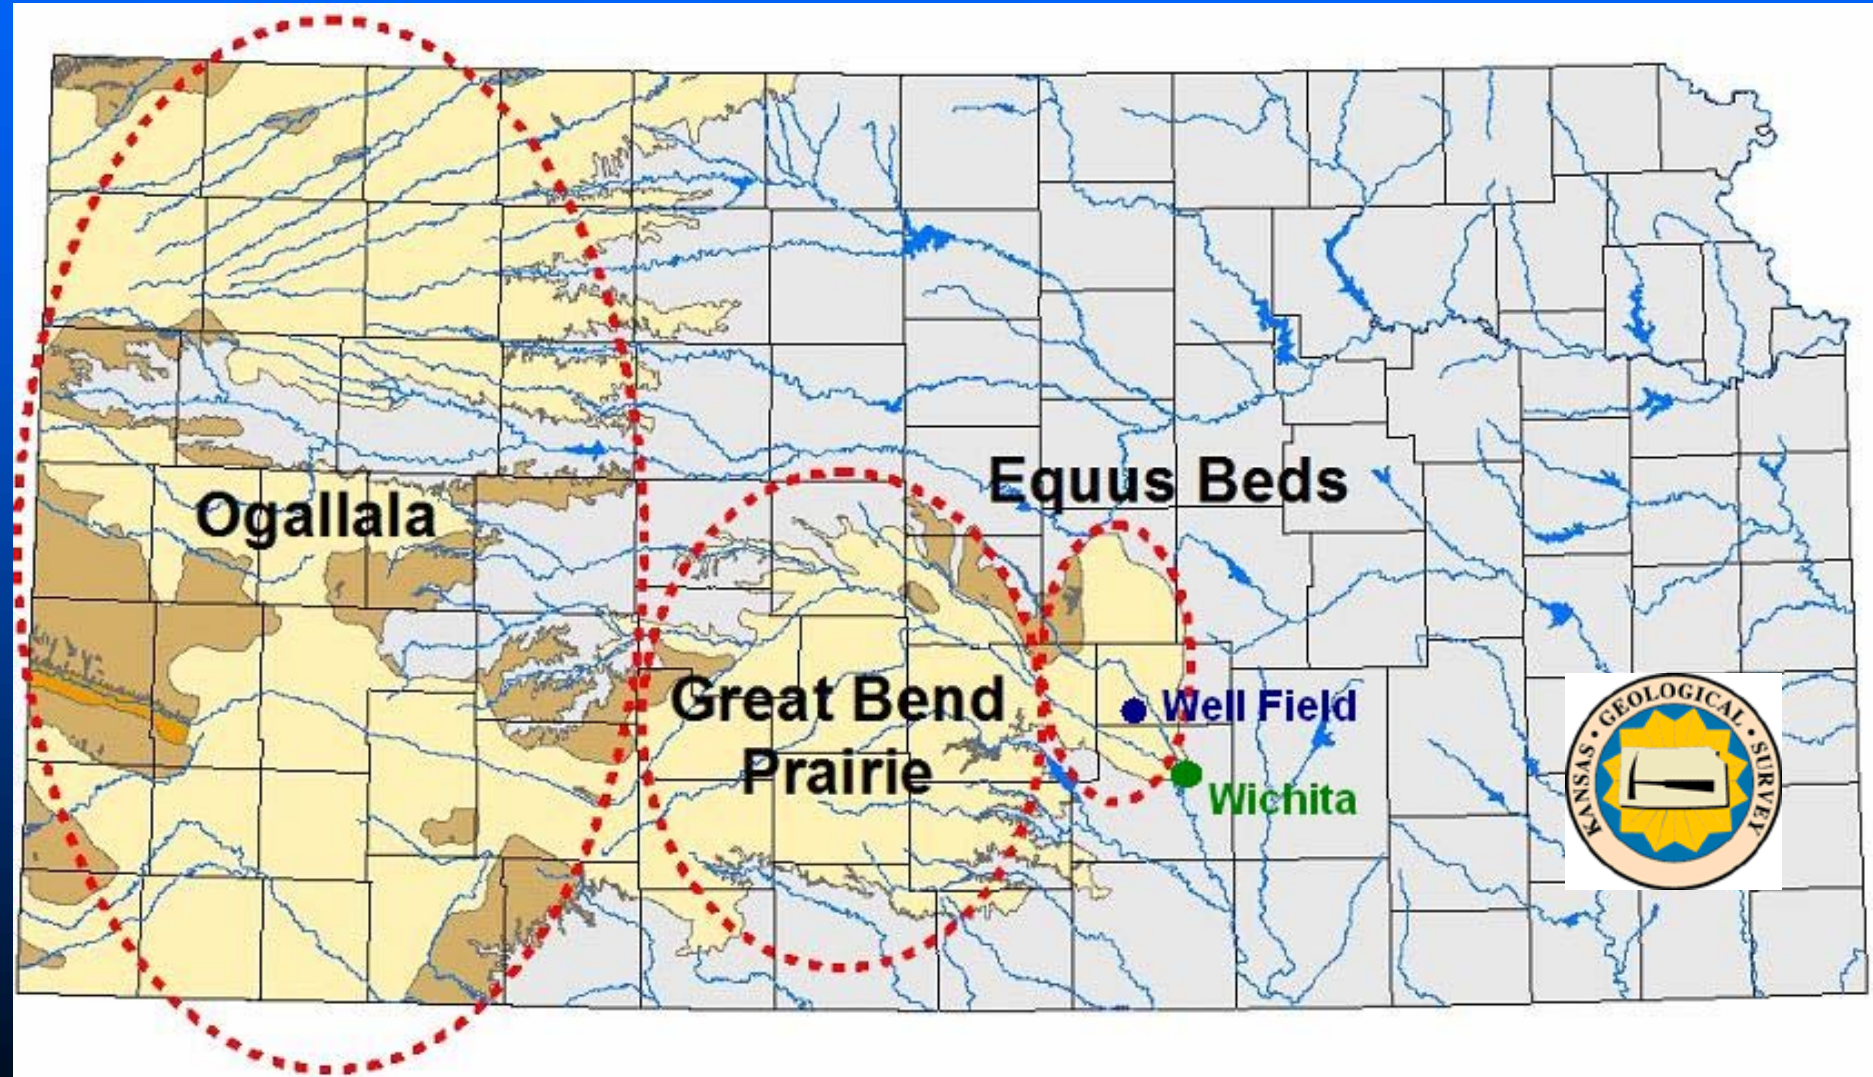 Equus Beds
Ogallala
Great Bend
Prairie
Well Field
Wichita
KANSAS • GEOLOGICAL • SURVEY